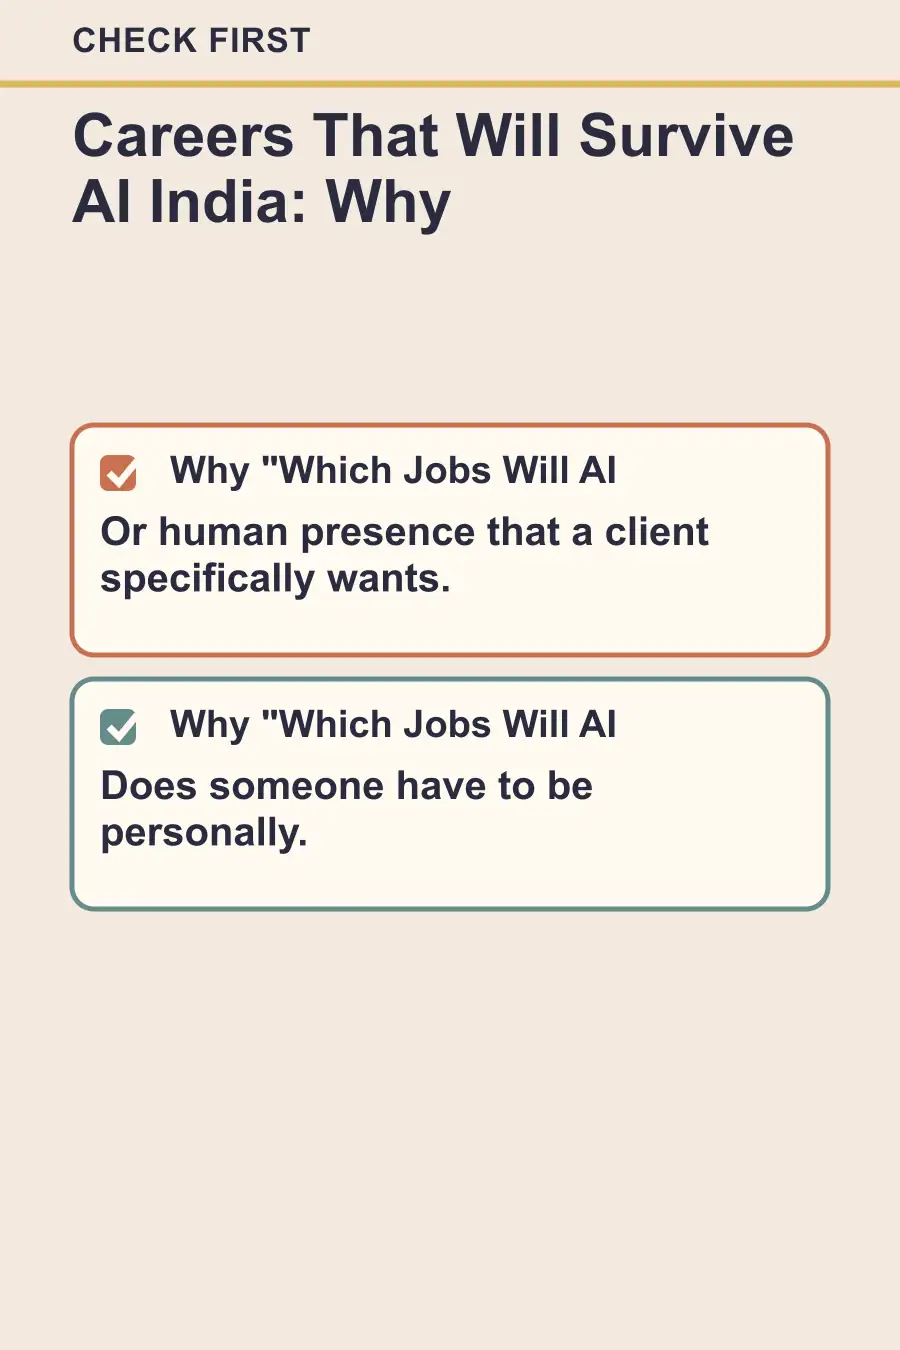 CHECK FIRST
Careers That Will Survive
AI India: Why
Why "Which Jobs Will AI
Or human presence that a client
specifically wants.
Why "Which Jobs Will AI
Does someone have to be
personally.